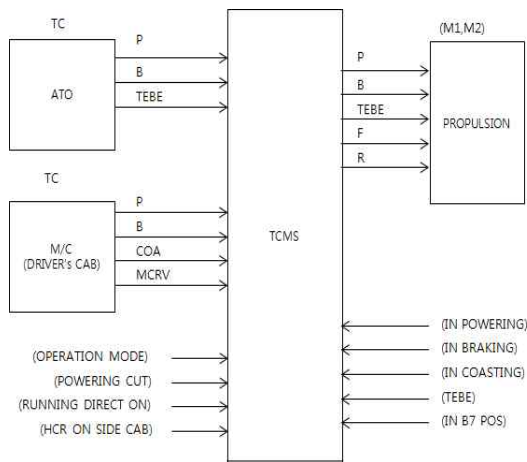 TC
P
B
TEBE
ATO
(M1,M2)
P
B
TEBE
F
R
PROPULSION
TC
P
B
COA
MCRV
M/C
(DRIVER's CAB)
TCMS
(OPERATION MODE)
(POWERING CUT)
(RUNNING DIRECT ON)
(HCR ON SIDE CAB)
(IN POWERING)
(IN BRAKING)
(IN COASTING)
(TEBE)
(IN B7 POS)